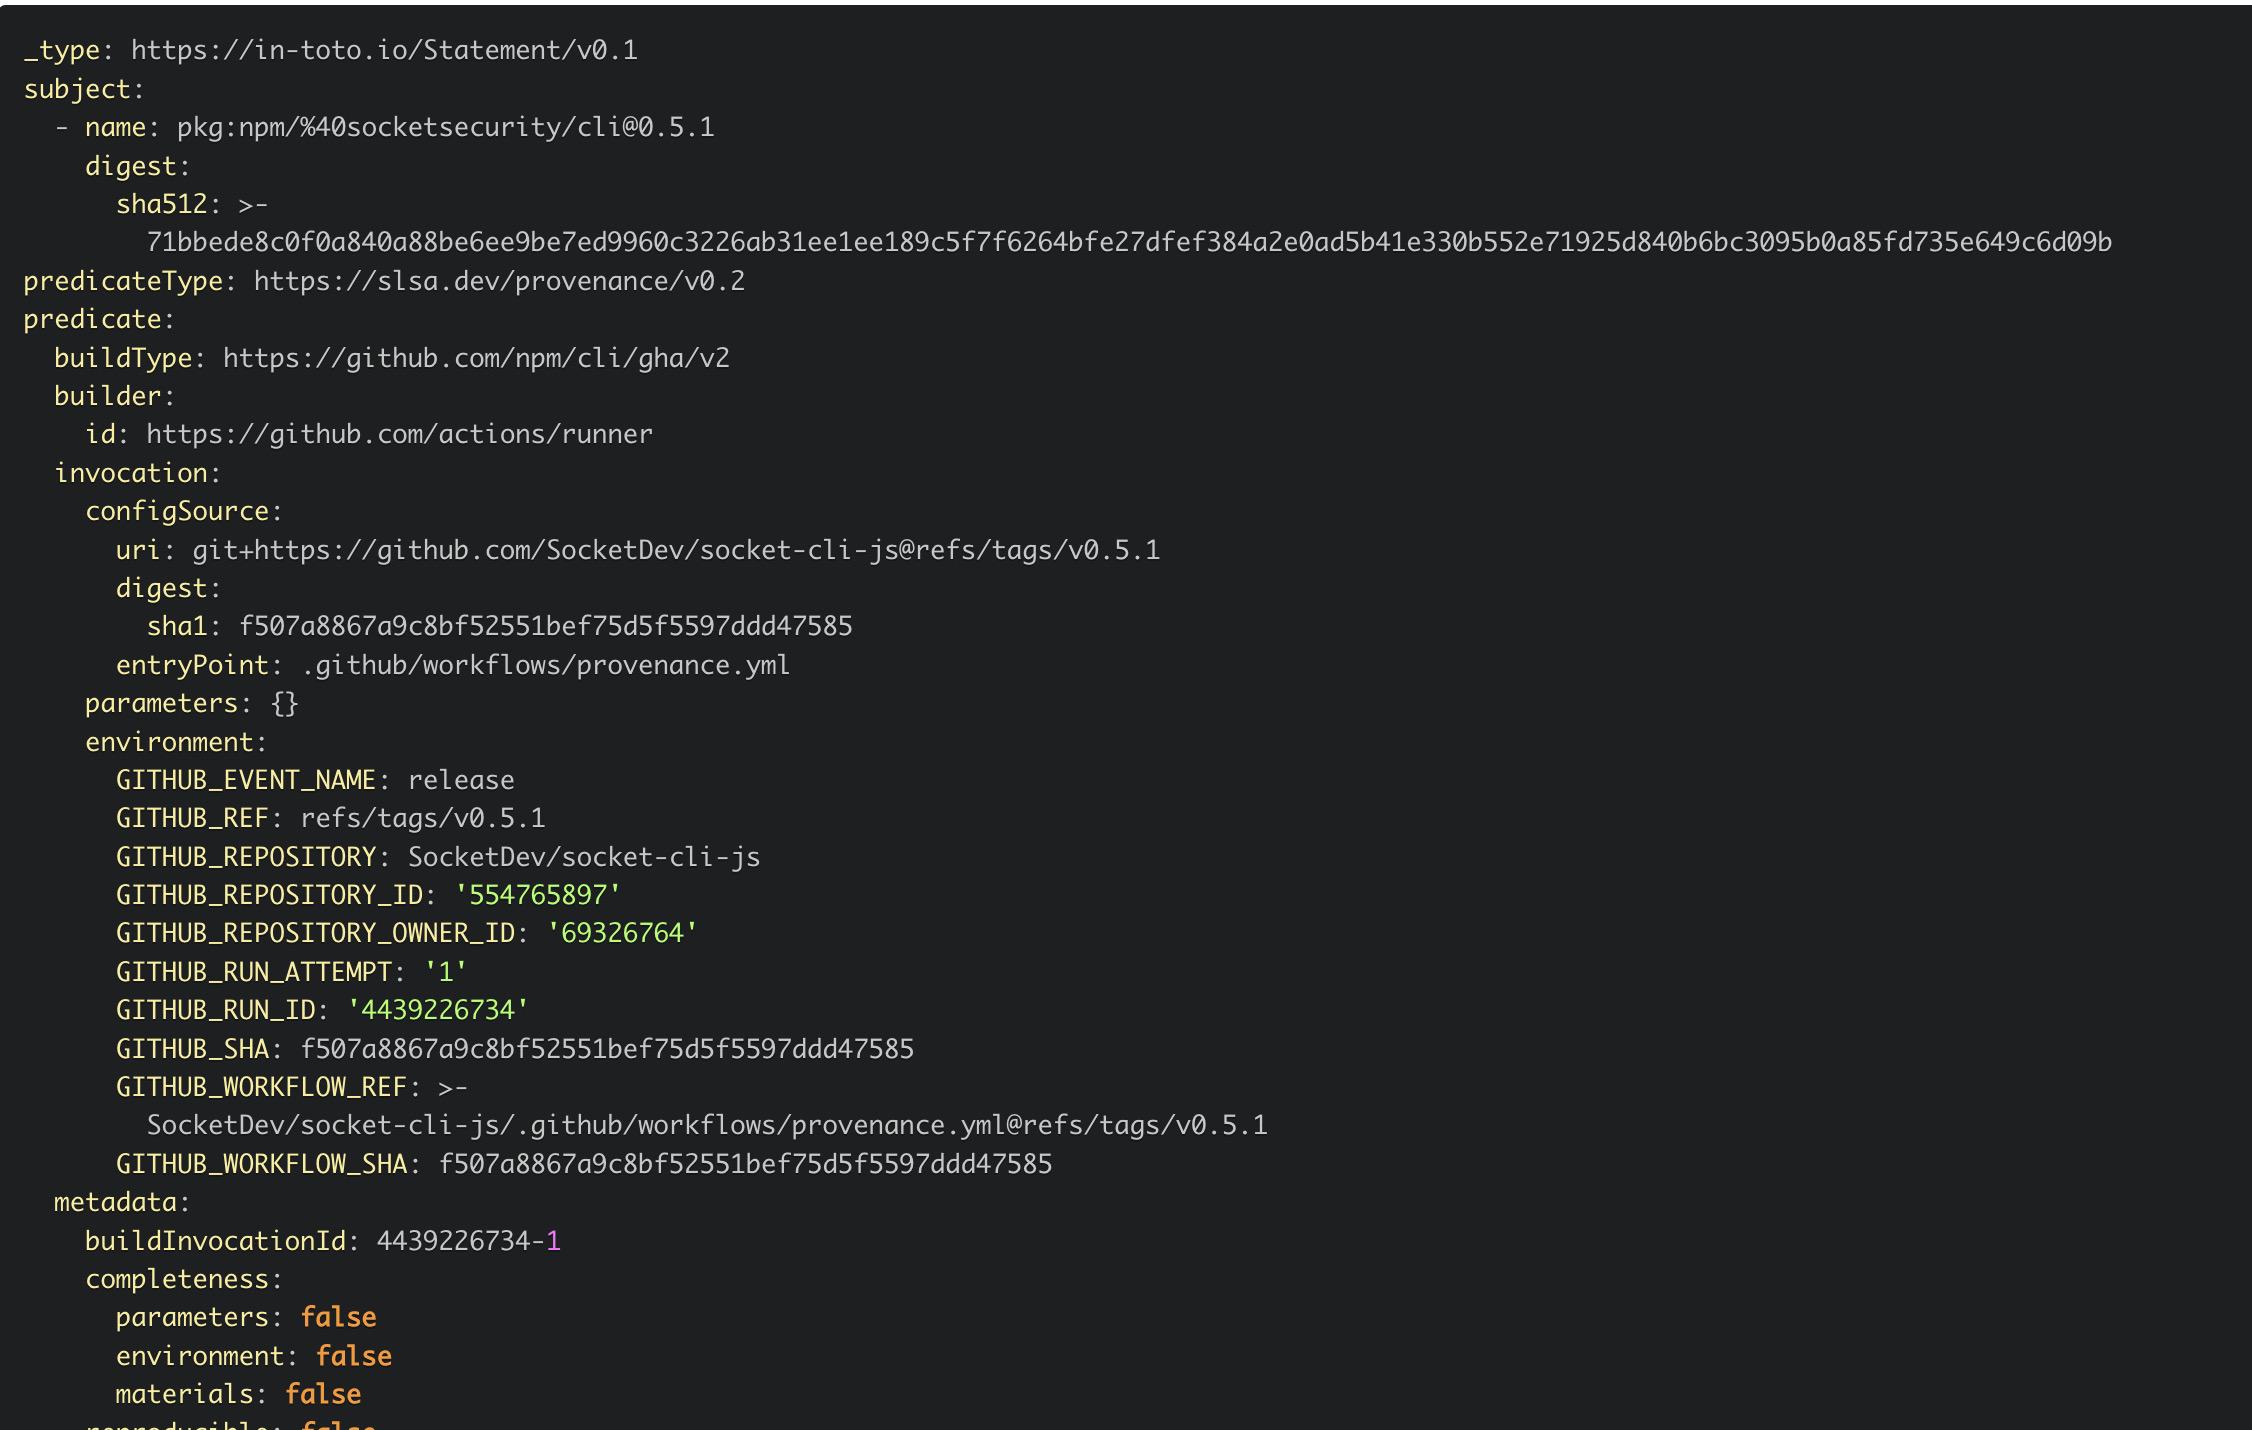 _type: https://in-toto.io/Statement/v0.1
subject:
  - name: pkg:npm/%40socketsecurity/cli@0.5.1
    digest:
      sha512: >-
        71bbede8c0f0a840a88be6ee9be7ed9960c3226ab31ee1ee189c5f7f6264bfe27dfef384a2e0ad5b41e330b552e71925d840b6bc3095b0a85fd735e649c6d09b
predicateType: https://slsa.dev/provenance/v0.2
predicate:
  buildType: https://github.com/npm/cli/gha/v2
  builder:
    id: https://github.com/actions/runner
  invocation:
    configSource:
      uri: git+https://github.com/SocketDev/socket-cli-js@refs/tags/v0.5.1
      digest:
        sha1: f507a8867a9c8bf52551bef75d5f5597ddd47585
      entryPoint: .github/workflows/provenance.yml
    parameters: {}
    environment:
      GITHUB_EVENT_NAME: release
      GITHUB_REF: refs/tags/v0.5.1
      GITHUB_REPOSITORY: SocketDev/socket-cli-js
      GITHUB_REPOSITORY_ID: '554765897'
      GITHUB_REPOSITORY_OWNER_ID: '69326764'
      GITHUB_RUN_ATTEMPT: '1'
      GITHUB_RUN_ID: '4439226734'
      GITHUB_SHA: f507a8867a9c8bf52551bef75d5f5597ddd47585
      GITHUB_WORKFLOW_REF: >-
        SocketDev/socket-cli-js/.github/workflows/provenance.yml@refs/tags/v0.5.1
      GITHUB_WORKFLOW_SHA: f507a8867a9c8bf52551bef75d5f5597ddd47585
  metadata:
    buildInvocationId: 4439226734-1
    completeness:
      parameters: false
      environment: false
      materials: false
    reproducible: false